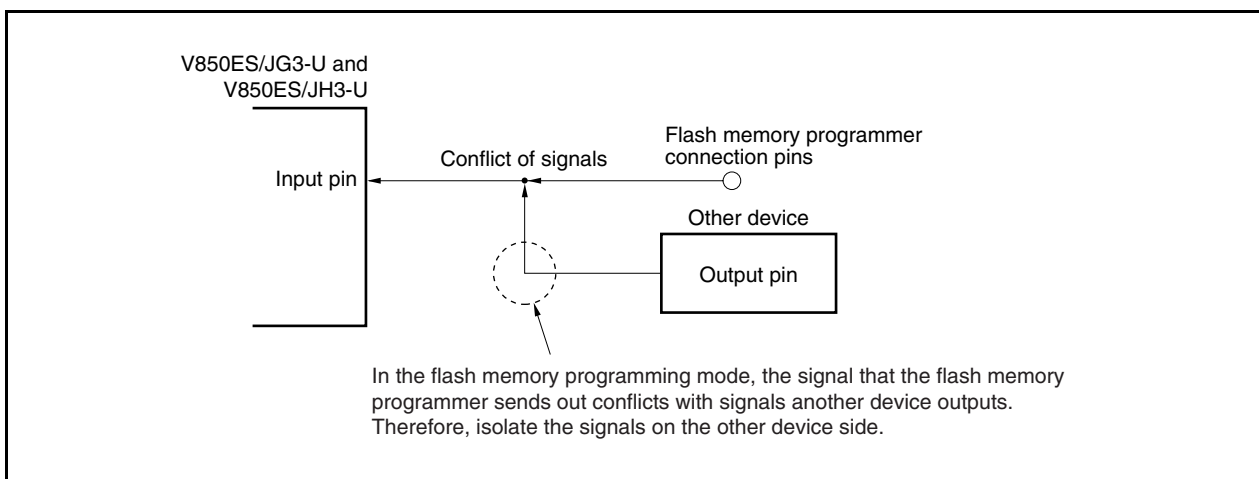 V850ES/JG3-U and
V850ES/JH3-U
Flash memory programmer
connection pins
Conflict of signals
Input pin
Other device
Output pin
In the flash memory programming mode, the signal that the flash memory
programmer sends out conflicts with signals another device outputs.
Therefore, isolate the signals on the other device side.